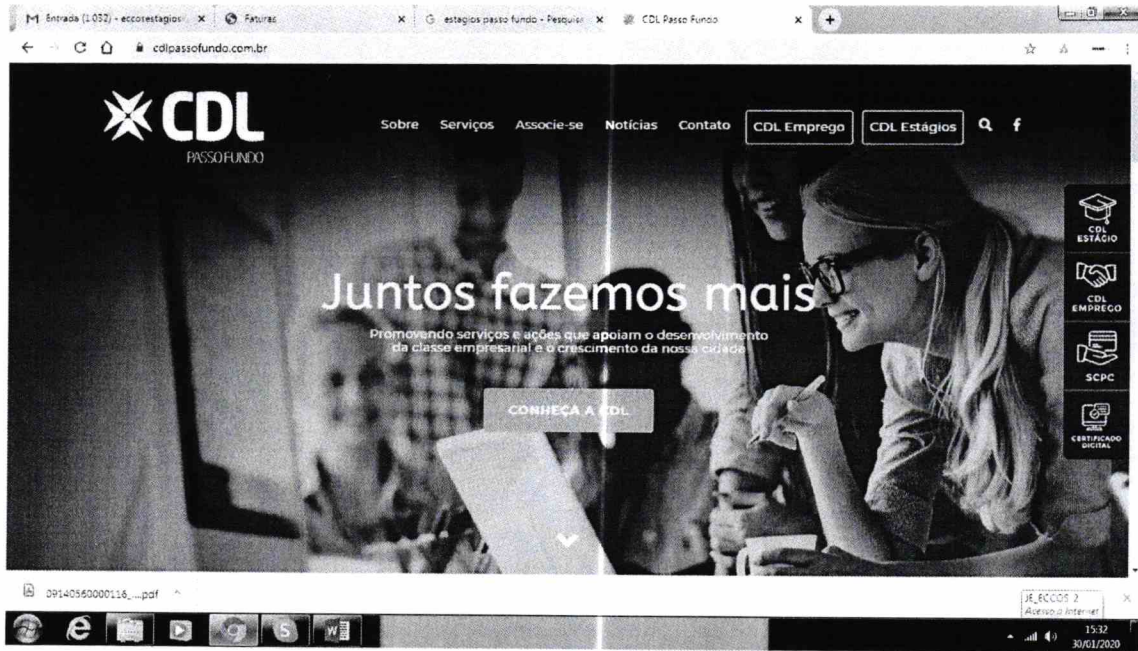 Entrada (1.032) - eccosestagios
Faturas
estagios passo fundo - Pesquisa
CDL Passo Fundo
cdlpassofundo.com.br
CDL
PASSO FUNDO
Sobre Serviços Associe-se Notícias Contato CDL Emprego CDL Estágios
CDL
ESTÁGIO
CDL
EMPREGO
SCPC
CERTIFICADO
DIGITAL
Juntos fazemos mais
Promovendo serviços e ações que apoiam o desenvolvimento
da classe empresarial e o crescimento da nossa cidade
CONHEÇA A CDL
09140560000116_....pdf
JE_ECCOS 2
Acesso à Internet
15:32
30/01/2020